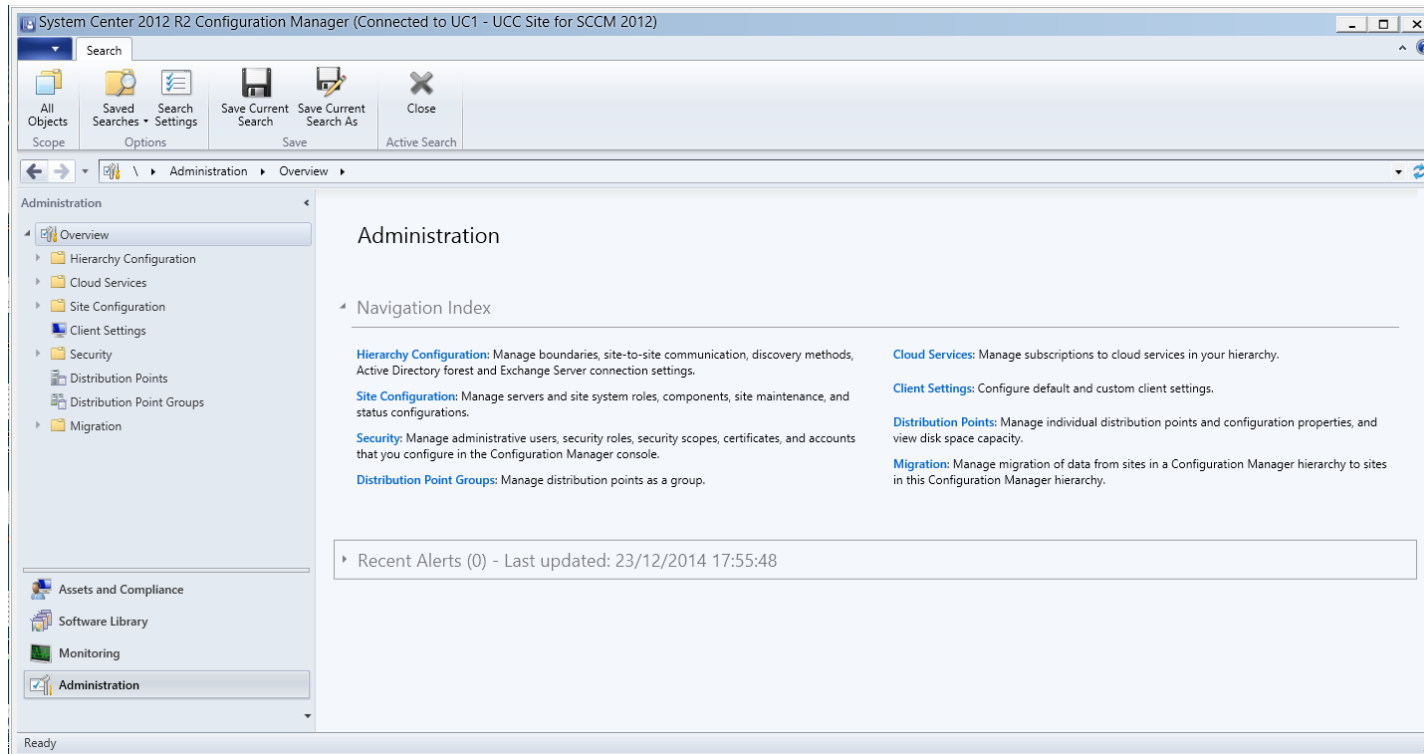 System Center 2012 R2 Configuration Manager (Connected to UC1 - UCC Site for SCCM 2012)
Search
All Objects
Saved Searches
Search Settings
Save Current Search
Save Current Search As
Close
Scope
Options
Save
Active Search
\ Administration Overview
Administration
Overview
Hierarchy Configuration
Cloud Services
Site Configuration
Client Settings
Security
Distribution Points
Distribution Point Groups
Migration
Assets and Compliance
Software Library
Monitoring
Administration
Administration
Navigation Index
Hierarchy Configuration: Manage boundaries, site-to-site communication, discovery methods,
Active Directory forest and Exchange Server connection settings.
Site Configuration: Manage servers and site system roles, components, site maintenance, and
status configurations.
Security: Manage administrative users, security roles, security scopes, certificates, and accounts
that you configure in the Configuration Manager console.
Distribution Point Groups: Manage distribution points as a group.
Cloud Services: Manage subscriptions to cloud services in your hierarchy.
Client Settings: Configure default and custom client settings.
Distribution Points: Manage individual distribution points and configuration properties, and
view disk space capacity.
Migration: Manage migration of data from sites in a Configuration Manager hierarchy to sites
in this Configuration Manager hierarchy.
Recent Alerts (0) - Last updated: 23/12/2014 17:55:48
Ready